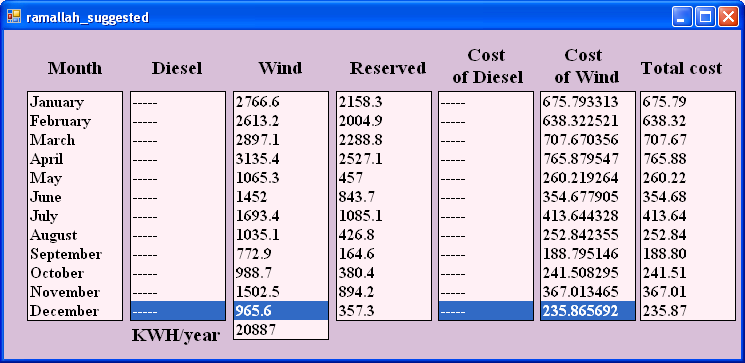 ramallah_suggested
Month Diesel Wind Reserved Cost of Diesel Cost of Wind Total cost
January ----- 2766.6 2158.3 ----- 675.793313 675.79
February ----- 2613.2 2004.9 ----- 638.322521 638.32
March ----- 2897.1 2288.8 ----- 707.670356 707.67
April ----- 3135.4 2527.1 ----- 765.879547 765.88
May ----- 1065.3 457 ----- 260.219264 260.22
June ----- 1452 843.7 ----- 354.677905 354.68
July ----- 1693.4 1085.1 ----- 413.644328 413.64
August ----- 1035.1 426.8 ----- 252.842355 252.84
September ----- 772.9 164.6 ----- 188.795146 188.80
October ----- 988.7 380.4 ----- 241.508295 241.51
November ----- 1502.5 894.2 ----- 367.013465 367.01
December ----- 965.6 357.3 ----- 235.865692 235.87
KWH/year 20887